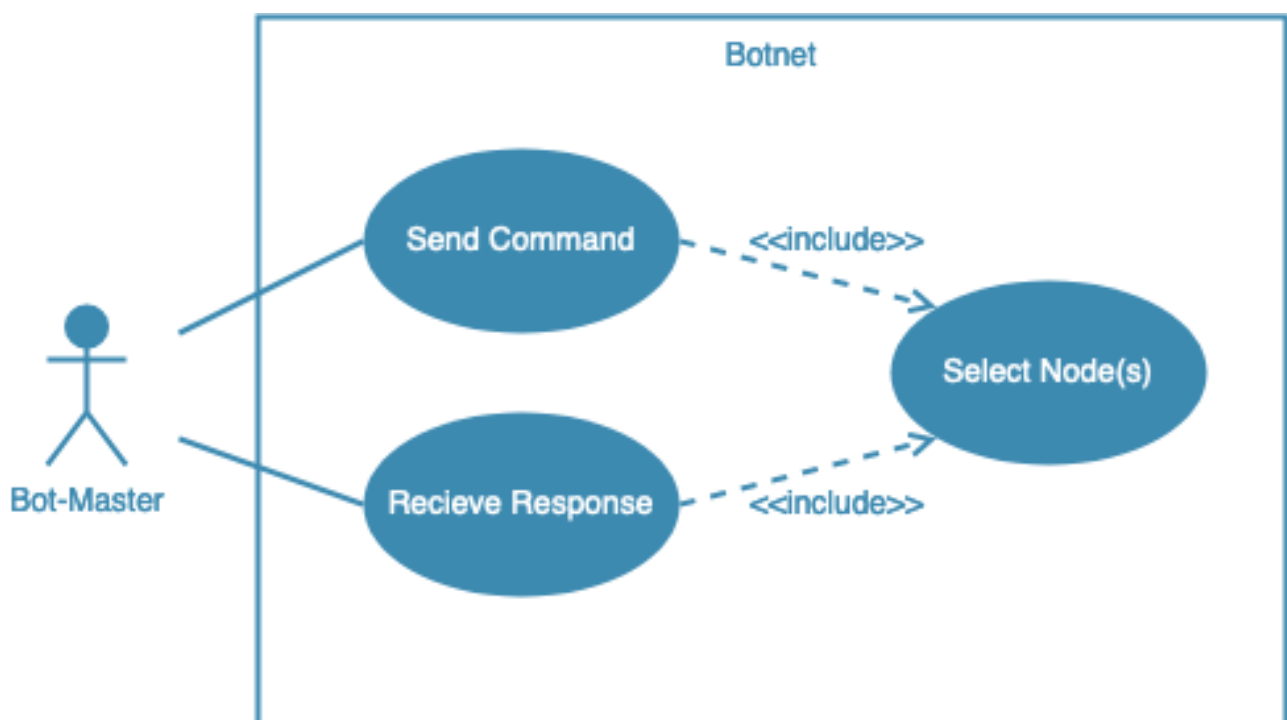 Botnet
Send Command
<<include>>
Select Node(s)
Bot-Master
Recieve Response
<<include>>